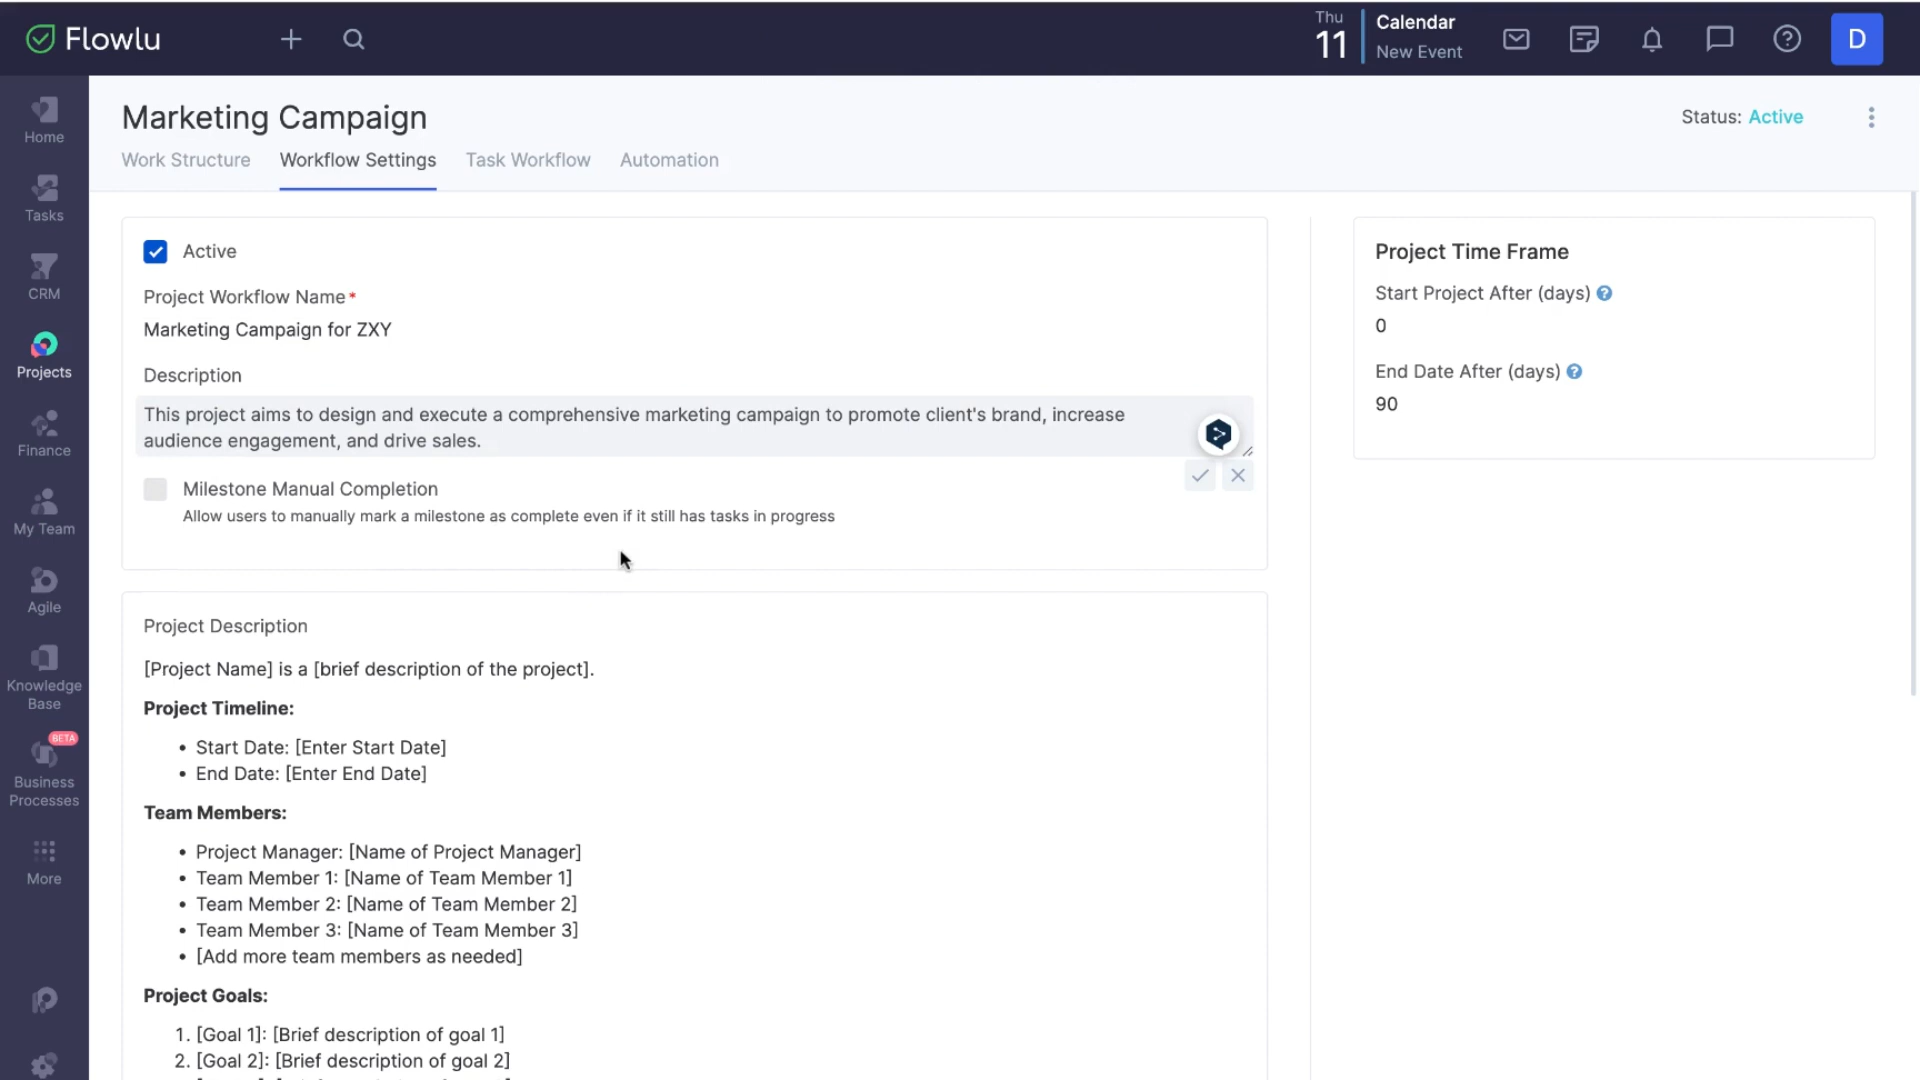 Flowlu
Thu
11
Calendar
New Event
D
Home
Tasks
CRM
Projects
Finance
My Team
Agile
Knowledge
Base
BETA
Business
Processes
More
Marketing Campaign
Status: Active
Work Structure
Workflow Settings
Task Workflow
Automation
Active
Project Workflow Name*
Marketing Campaign for ZXY
Description
This project aims to design and execute a comprehensive marketing campaign to promote client's brand, increase
audience engagement, and drive sales.
Milestone Manual Completion
Allow users to manually mark a milestone as complete even if it still has tasks in progress
Project Description
[Project Name] is a [brief description of the project].
Project Timeline:
• Start Date: [Enter Start Date]
• End Date: [Enter End Date]
Team Members:
• Project Manager: [Name of Project Manager]
• Team Member 1: [Name of Team Member 1]
• Team Member 2: [Name of Team Member 2]
• Team Member 3: [Name of Team Member 3]
• [Add more team members as needed]
Project Goals:
1. [Goal 1]: [Brief description of goal 1]
2. [Goal 2]: [Brief description of goal 2]
Project Time Frame
Start Project After (days) ?
0
End Date After (days) ?
90